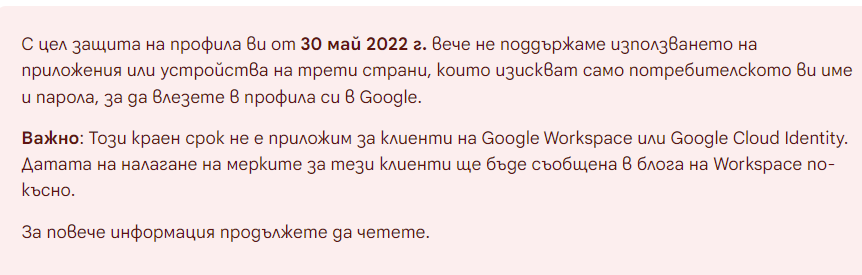 С цел защита на профила ви от 30 май 2022 г. вече не поддържаме използването на
приложения или устройства на трети страни, които изискват само потребителското ви име
и парола, за да влезете в профила си в Google.
Важно: Този краен срок не е приложим за клиенти на Google Workspace или Google Cloud Identity.
Датата на налагане на мерките за тези клиенти ще бъде съобщена в блога на Workspace по-
късно.
За повече информация продължете да четете.